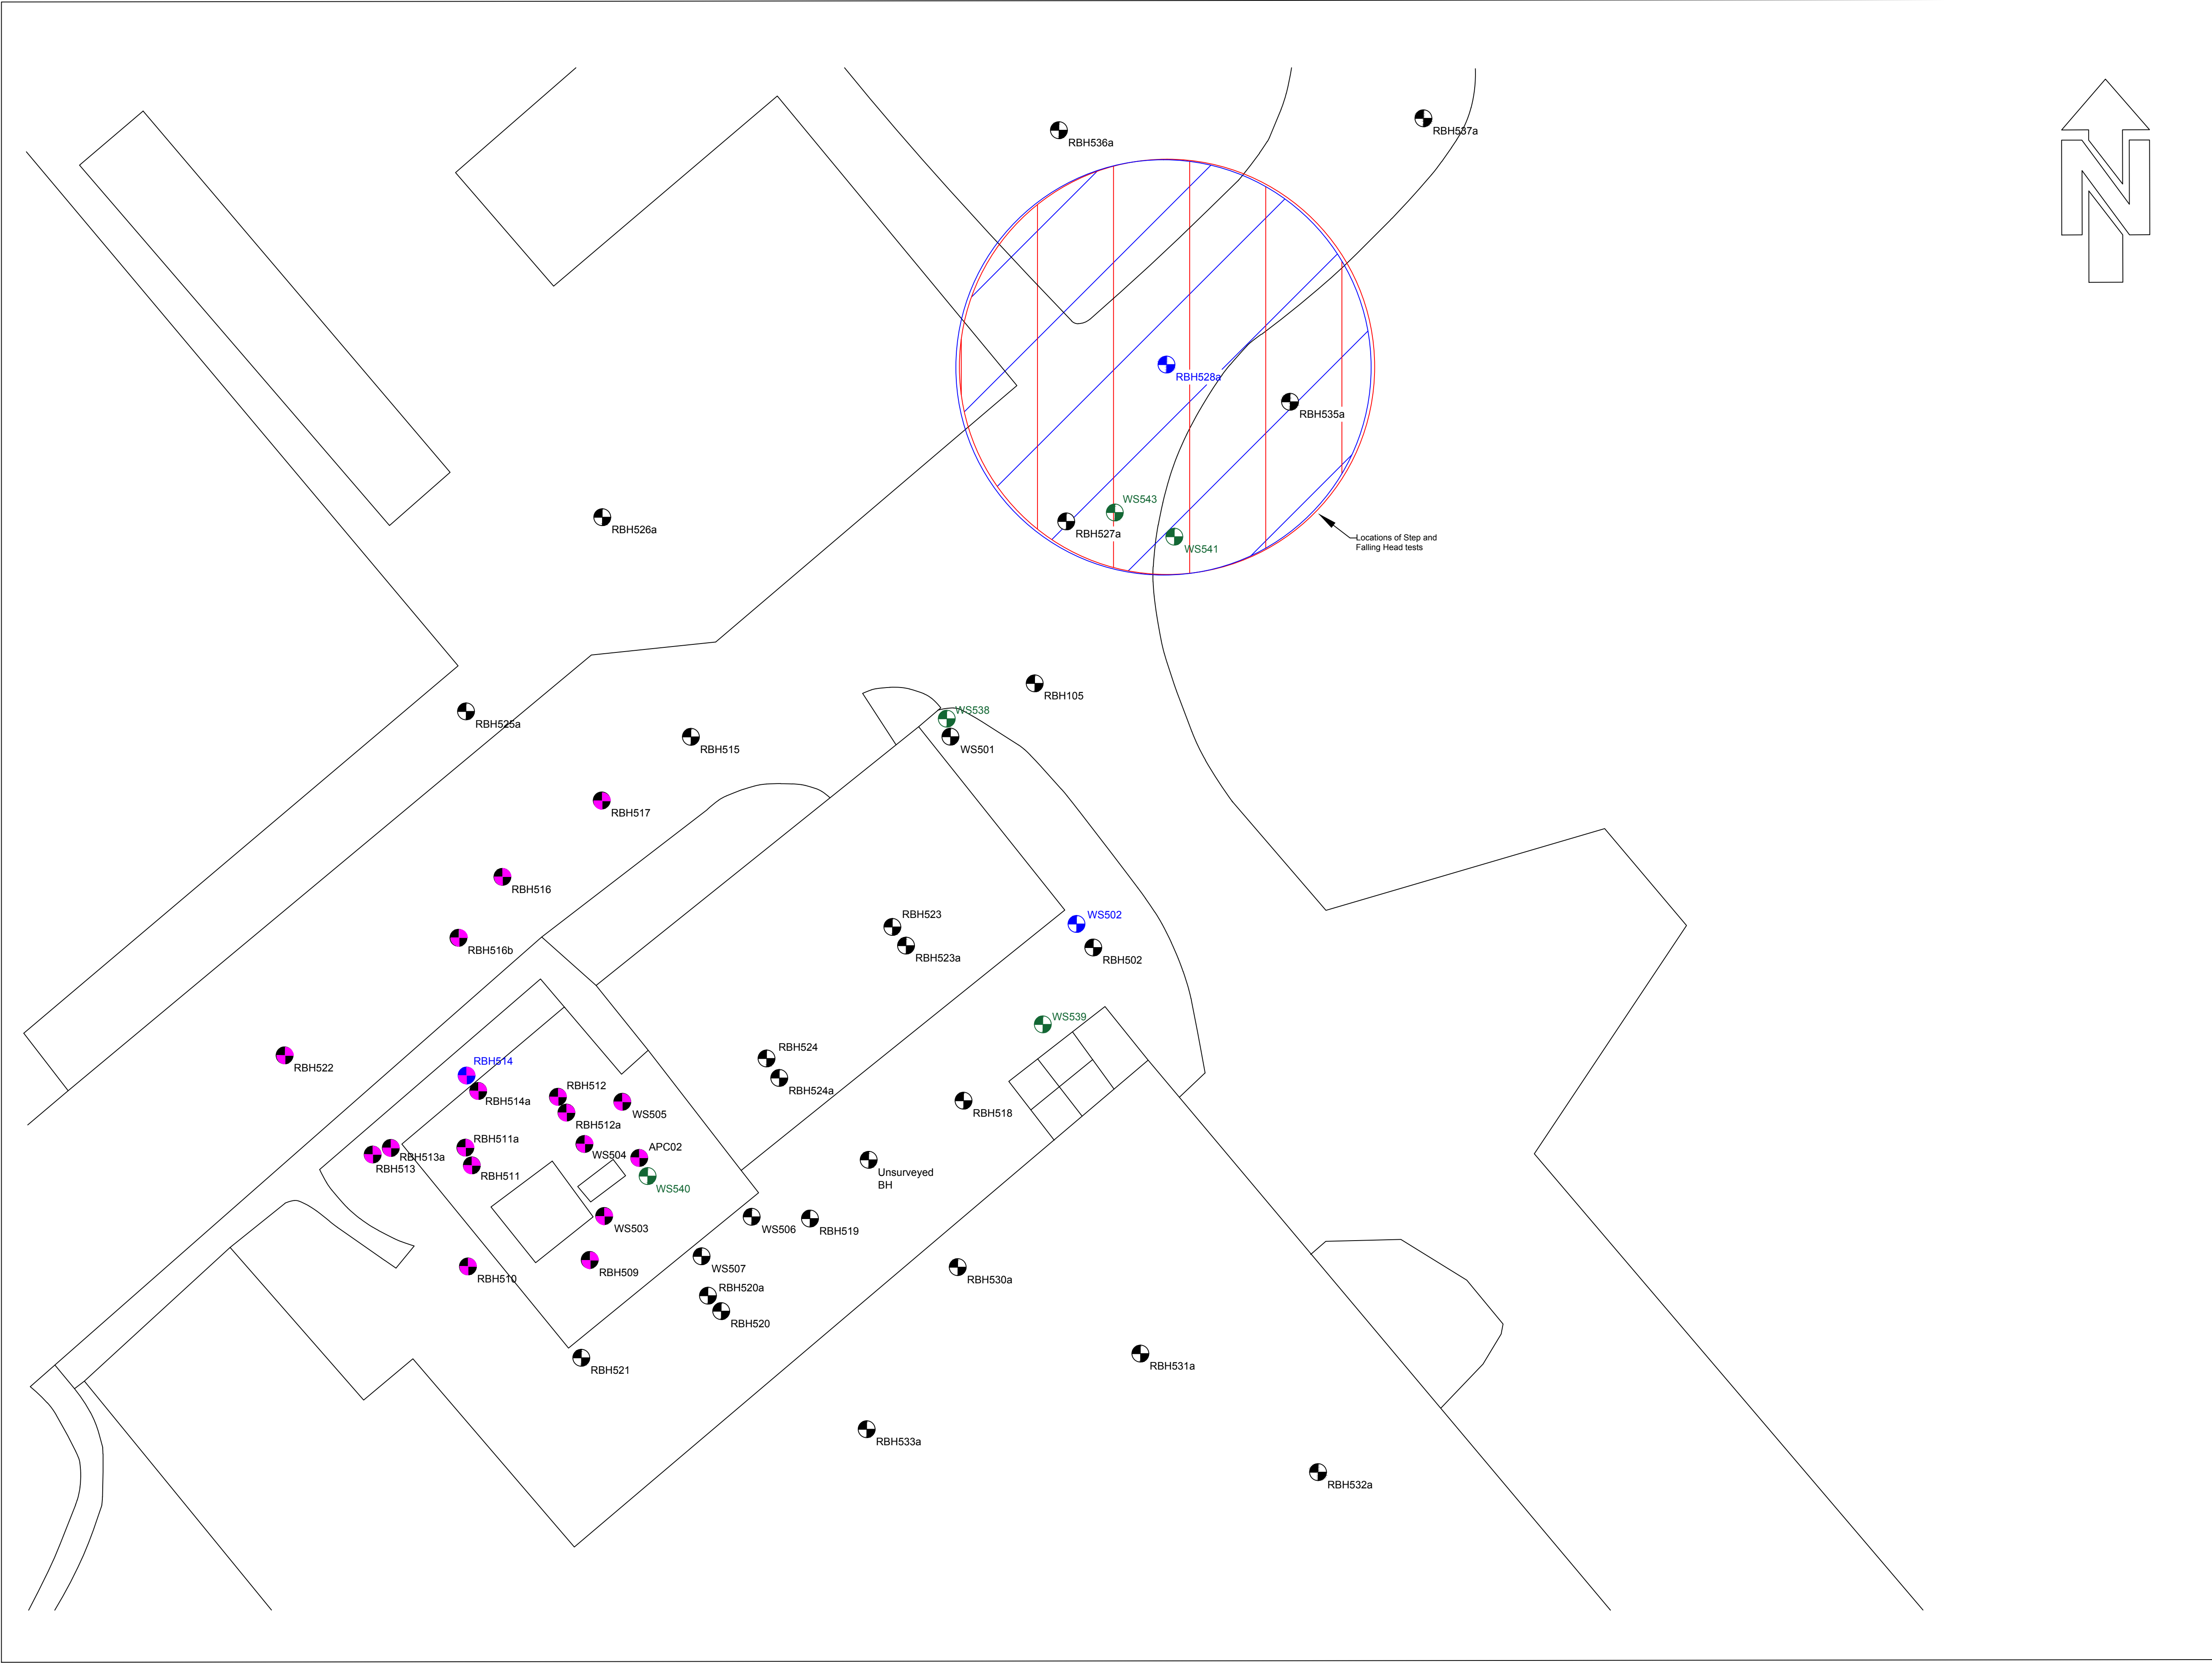 RBH537a
RBH536a
RBH528a
RBH535a
WS543
RBH526a
RBH527a
WS541
Locations of Step and
Falling Head tests
RBH105
WS538
RBH525a
RBH515
WS501
RBH517
RBH516
RBH523
WS502
RBH516b
RBH523a
RBH502
WS539
RBH524
RBH522
RBH514
RBH512
RBH524a
RBH514a
WS505
RBH518
RBH512a
RBH511a
APC02
WS504
RBH513a
RBH513
RBH511
Unsurveyed
BH
WS540
WS503
WS506
RBH519
WS507
RBH509
RBH510
RBH520a
RBH530a
RBH520
RBH521
RBH531a
RBH533a
RBH532a
N